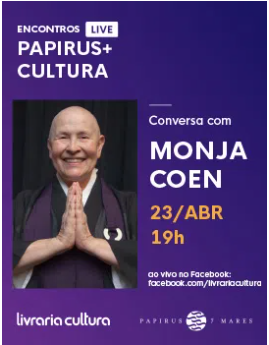 ENCONTROS LIVE
PAPIRUS+
CULTURA
Conversa com
MONJA
COEN
23/ABR
19h
ao vivo no Facebook:
facebook.com/livrariacultura
livraria cultura
PAPIRUS 7 MARES